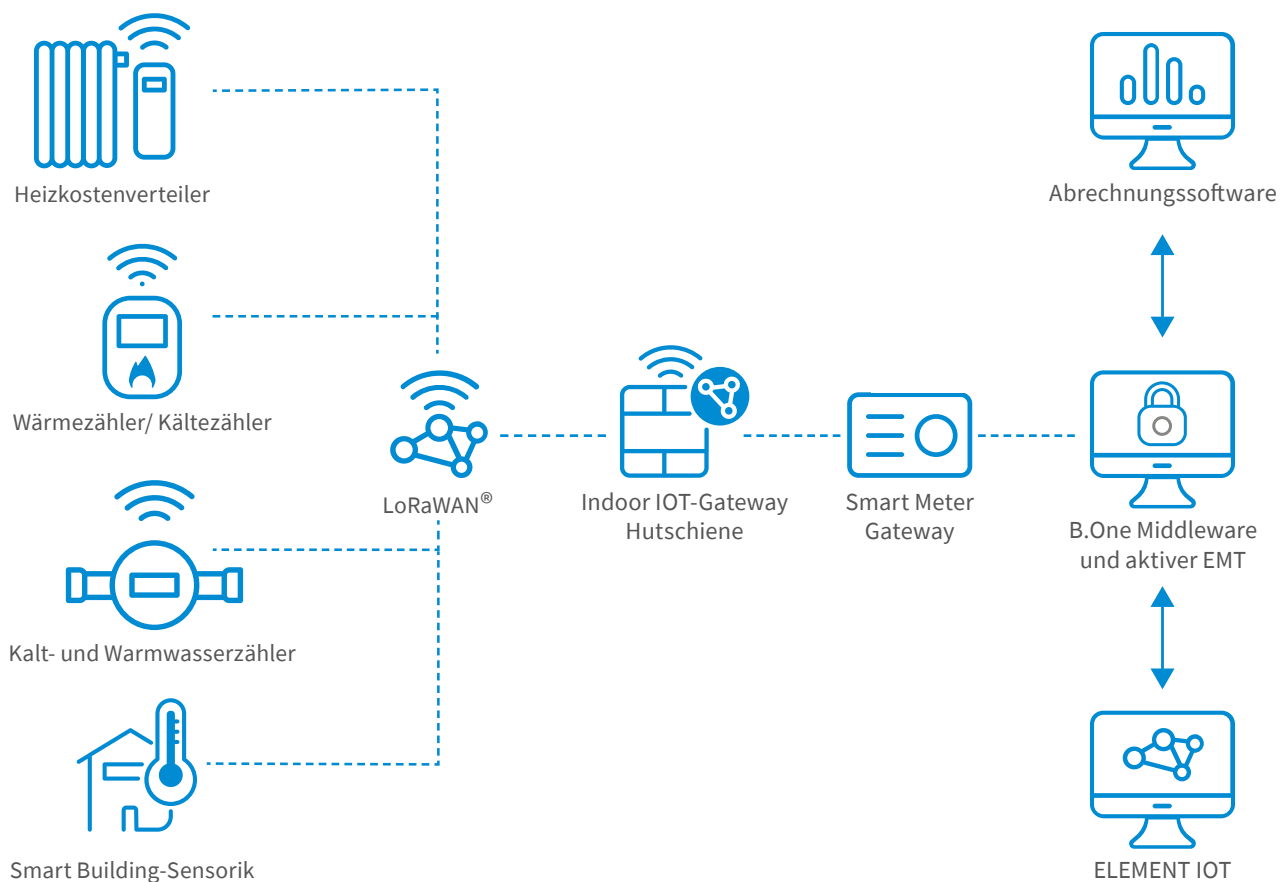 Heizkostenverteiler
Abrechnungssoftware
Wärmezähler/ Kältezähler
LoRaWAN®
Indoor IOT-Gateway
Hutschiene
Smart Meter
Gateway
B.One Middleware
und aktiver EMT
Kalt- und Warmwasserzähler
Smart Building-Sensorik
ELEMENT IOT